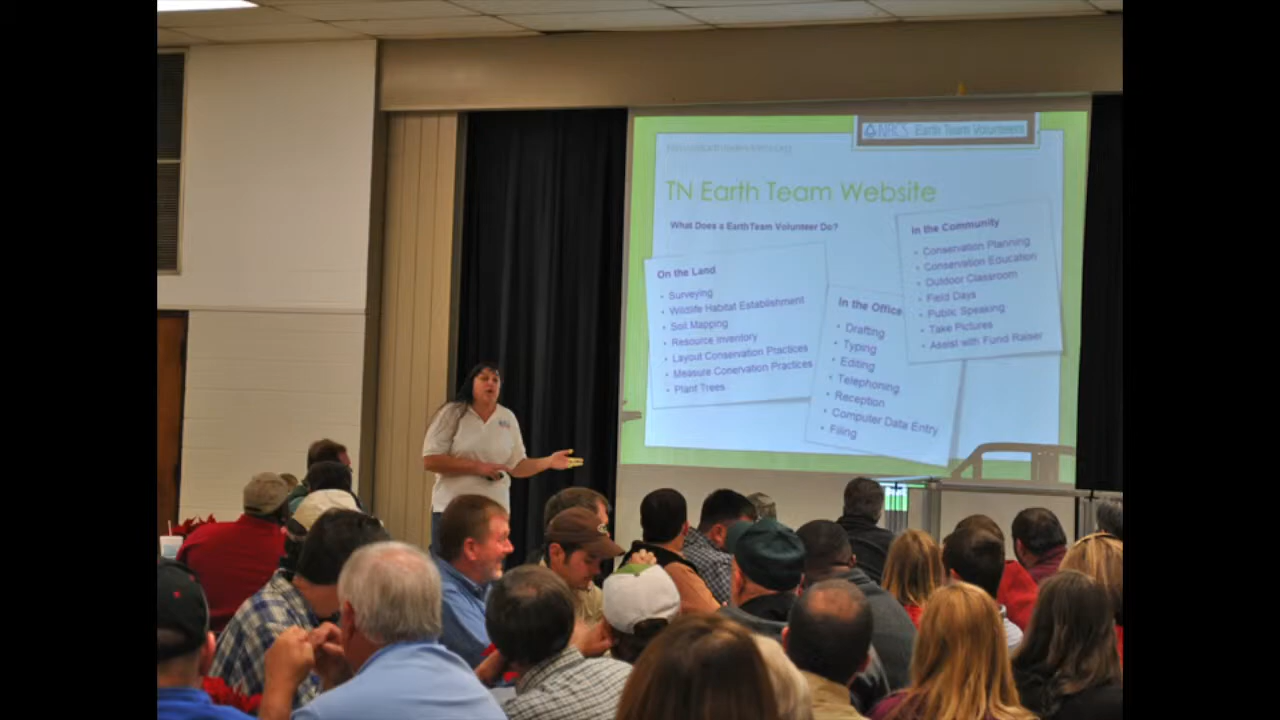 NRCS Earth Team Volunteers
TN Earth Team Website
What Does a EarthTeam Volunteer Do?
On the Land
• Surveying
• Wildlife Habitat Establishment
• Soil Mapping
• Resource Inventory
• Layout Conservation Practices
• Measure Conervation Practices
• Plant Trees
In the Office
• Drafting
• Typing
• Editing
• Telephoning
• Reception
• Computer Data Entry
• Filing
In the Community
• Conservation Planning
• Conservation Education
• Outdoor Classroom
• Field Days
• Public Speaking
• Take Pictures
• Assist with Fund Raiser